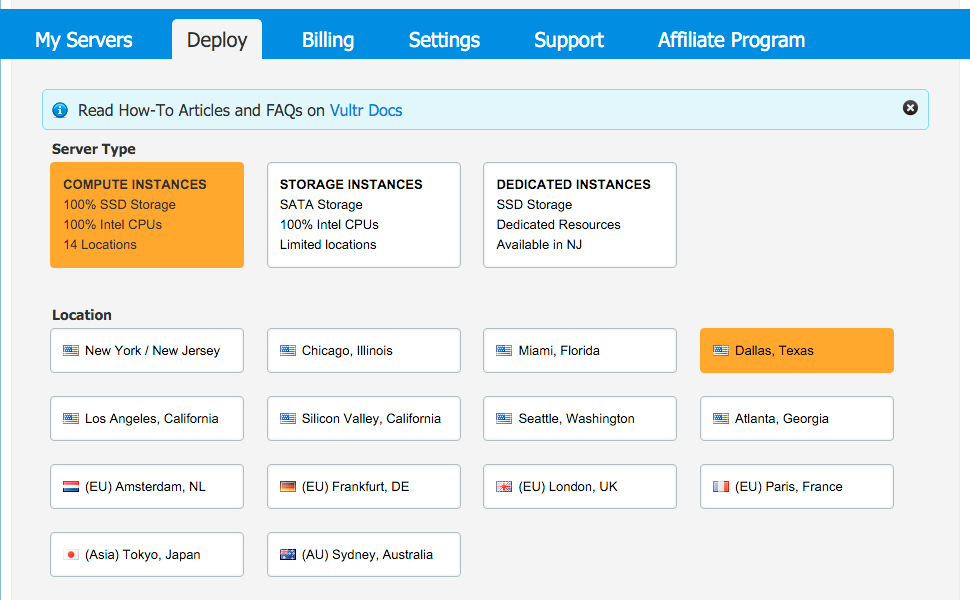 My Servers Deploy Billing Settings Support Affiliate Program
Read How-To Articles and FAQs on Vultr Docs
Server Type
COMPUTE INSTANCES
100% SSD Storage
100% Intel CPUs
14 Locations
STORAGE INSTANCES
SATA Storage
100% Intel CPUs
Limited locations
DEDICATED INSTANCES
SSD Storage
Dedicated Resources
Available in NJ
Location
New York / New Jersey
Chicago, Illinois
Miami, Florida
Dallas, Texas
Los Angeles, California
Silicon Valley, California
Seattle, Washington
Atlanta, Georgia
(EU) Amsterdam, NL
(EU) Frankfurt, DE
(EU) London, UK
(EU) Paris, France
(Asia) Tokyo, Japan
(AU) Sydney, Australia